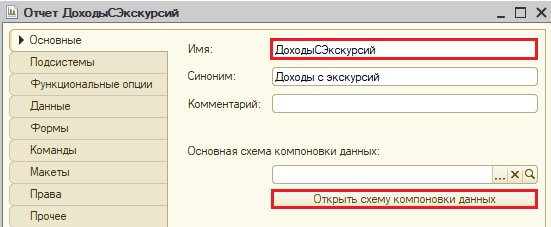 Отчет ДоходыСЭкскурсий
Основные
Подсистемы
Функциональные опции
Данные
Формы
Команды
Макеты
Права
Прочее
Имя: ДоходыСЭкскурсий
Синоним: Доходы с экскурсий
Комментарий:
Основная схема компоновки данных:
...
Открыть схему компоновки данных